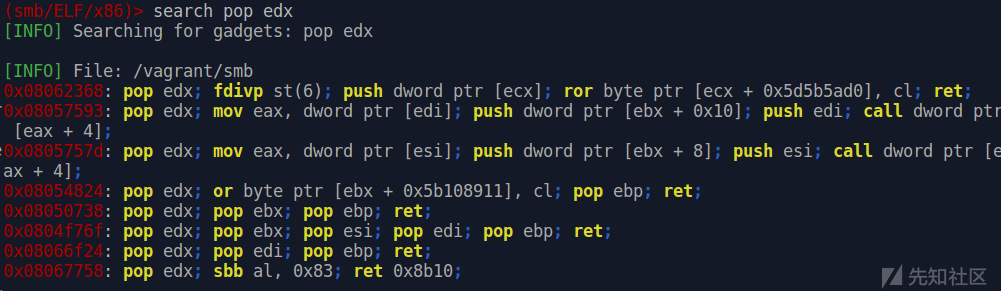 (smb/ELF/x86)> search pop edx
[INFO] Searching for gadgets: pop edx
[INFO] File: /vagrant/smb
0x08062368: pop edx; fdivp st(6); push dword ptr [ecx]; ror byte ptr [ecx + 0x5d5b5ad0], cl; ret;
0x08057593: pop edx; mov eax, dword ptr [edi]; push dword ptr [ebx + 0x10]; push edi; call dword ptr
[eax + 4];
0x0805757d: pop edx; mov eax, dword ptr [esi]; push dword ptr [ebx + 8]; push esi; call dword ptr [e
ax + 4];
0x08054824: pop edx; or byte ptr [ebx + 0x5b108911], cl; pop ebp; ret;
0x08050738: pop edx; pop ebx; pop ebp; ret;
0x0804f76f: pop edx; pop ebx; pop esi; pop edi; pop ebp; ret;
0x08066f24: pop edx; pop edi; pop ebp; ret;
0x08067758: pop edx; sbb al, 0x83; ret 0x8b10;
先知社区